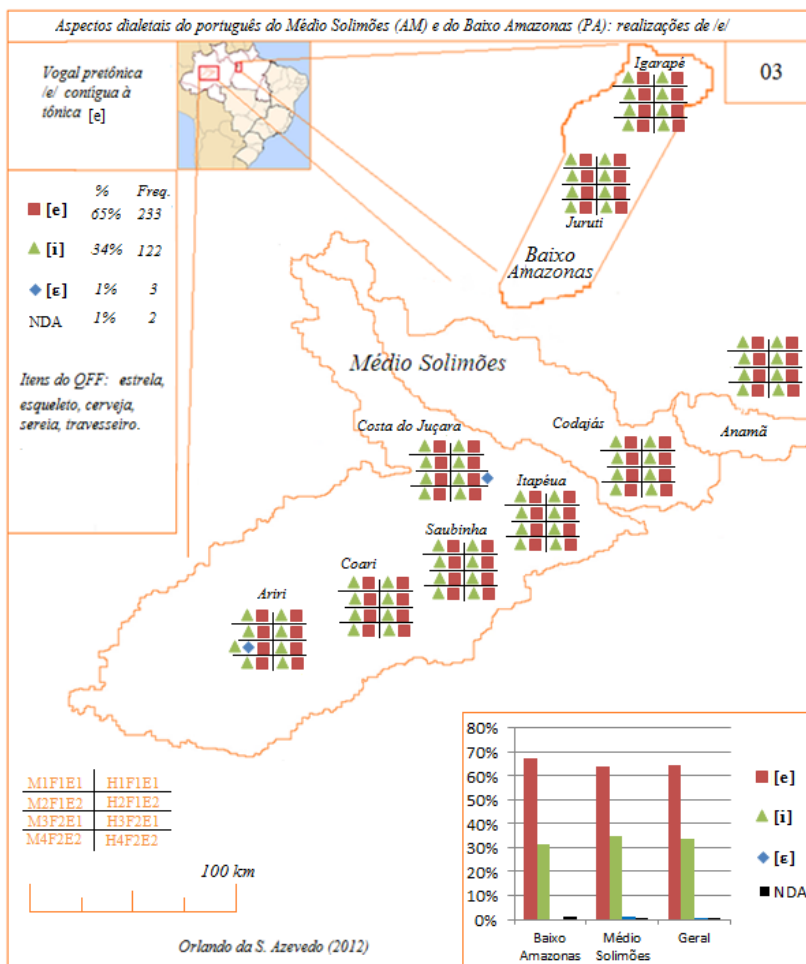 Aspectos dialetais do português do Médio Solimões (AM) e do Baixo Amazonas (PA): realizações de /e/
Vogal pretônica
/e/ contígua à
tônica [e]
Igarapé
03
% Freq.
[e] 65% 233
[i] 34% 122
[ɛ] 1% 3
NDA 1% 2
Juruti
Baixo
Amazonas
Itens do QFF: estrela,
esqueleto, cerveja,
sereia, travesseiro.
Médio Solimões
Costa do Juçara
Codajás
Anamã
Itapéua
Saubinha
Coari
Ariri
M1F1E1 H1F1E1
M2F1E2 H2F1E2
M3F2E1 H3F2E1
M4F2E2 H4F2E2
100 km
Orlando da S. Azevedo (2012)
80%
70%
60%
50%
40%
30%
20%
10%
0%
Baixo
Amazonas
Médio
Solimões
Geral
[e]
[i]
[ɛ]
NDA